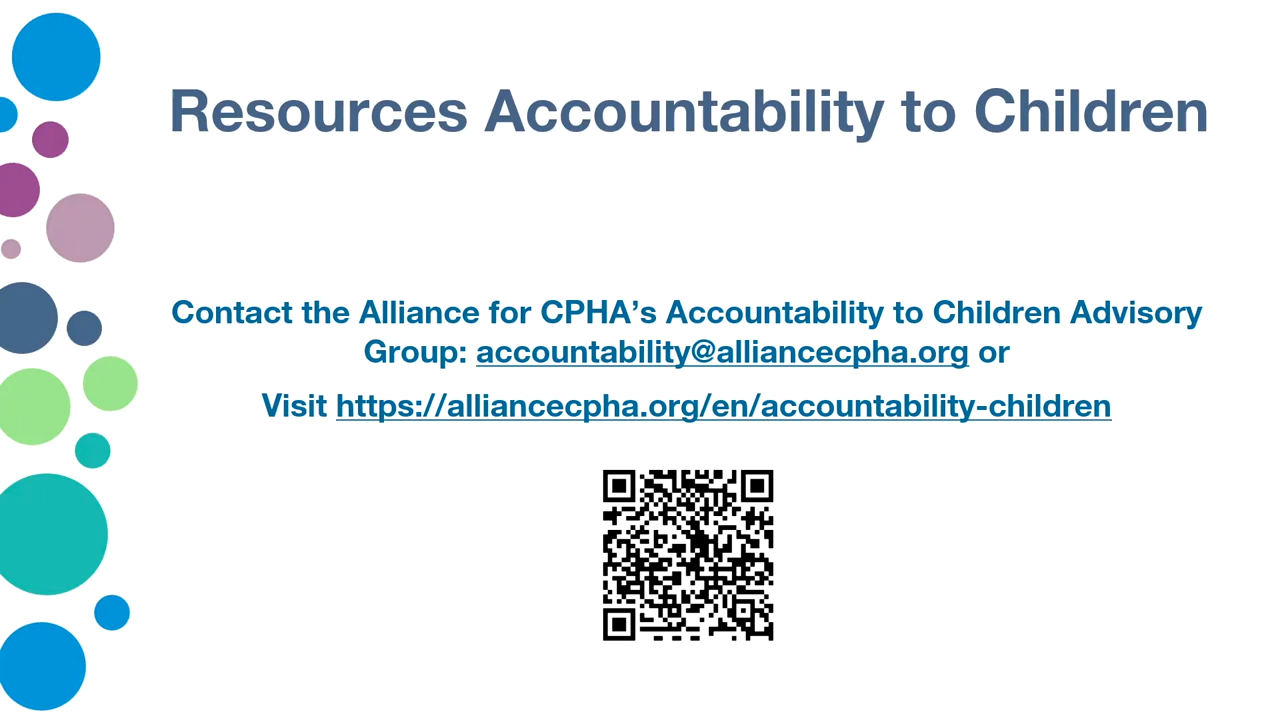 Resources Accountability to Children
Contact the Alliance for CPHA’s Accountability to Children Advisory
Group: accountability@alliancecpha.org or
Visit https://alliancecpha.org/en/accountability-children